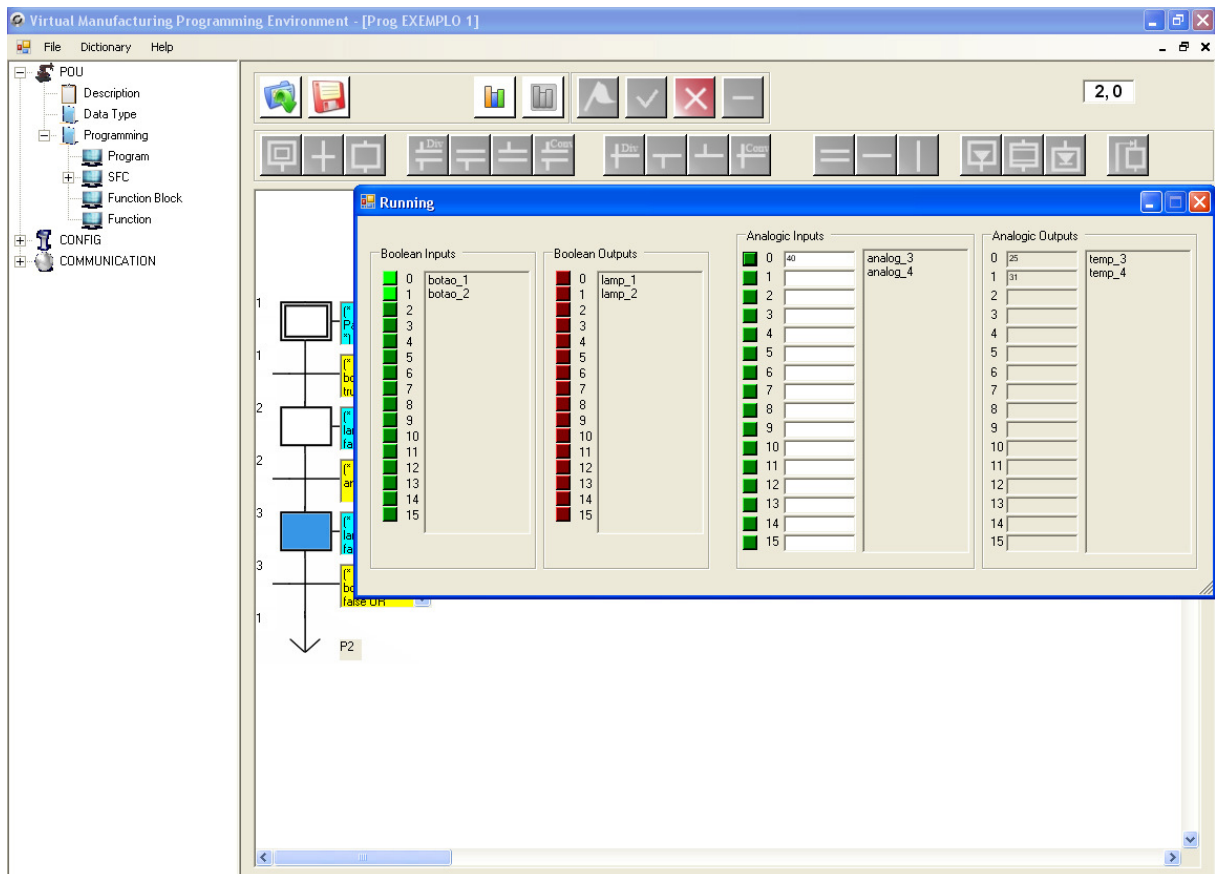 Virtual Manufacturing Programming Environment - [Prog EXEMPLO 1]
File Dictionary Help
POU
Description
Data Type
Programming
Program
SFC
Function Block
Function
CONFIG
COMMUNICATION
2,0
Div
Conv
Div
Conv
Running
Boolean Inputs
0 botao_1
1 botao_2
2
3
4
5
6
7
8
9
10
11
12
13
14
15
Boolean Outputs
0 lamp_1
1 lamp_2
2
3
4
5
6
7
8
9
10
11
12
13
14
15
Analogic Inputs
0 40 analog_3
1 analog_4
2
3
4
5
6
7
8
9
10
11
12
13
14
15
Analogic Outputs
0 25 temp_3
1 31 temp_4
2
3
4
5
6
7
8
9
10
11
12
13
14
15
1
(*
*)
1
(*
2
(*
2
(*
3
(*
3
(*
false OR
1
P2